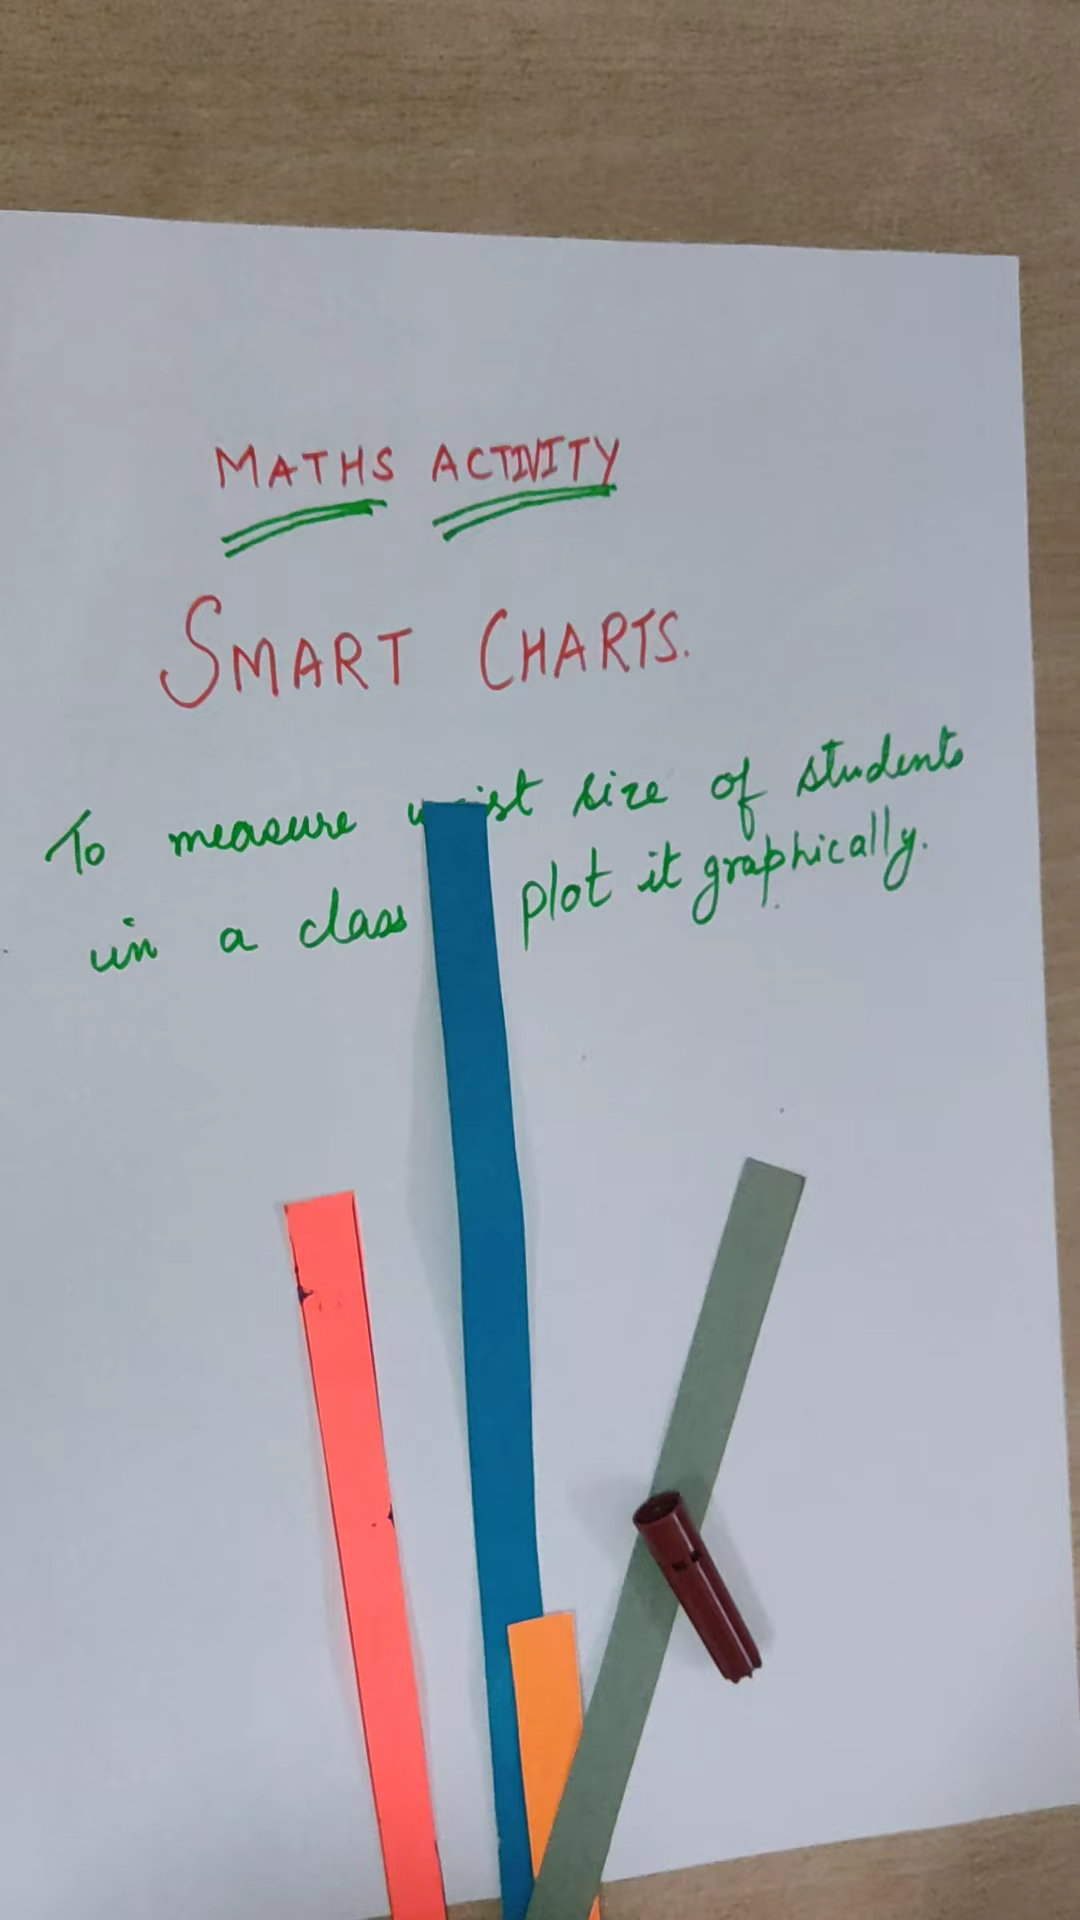 MATHS ACTIVITY
SMART CHARTS.
To measure size of students
in a class plot it graphically.